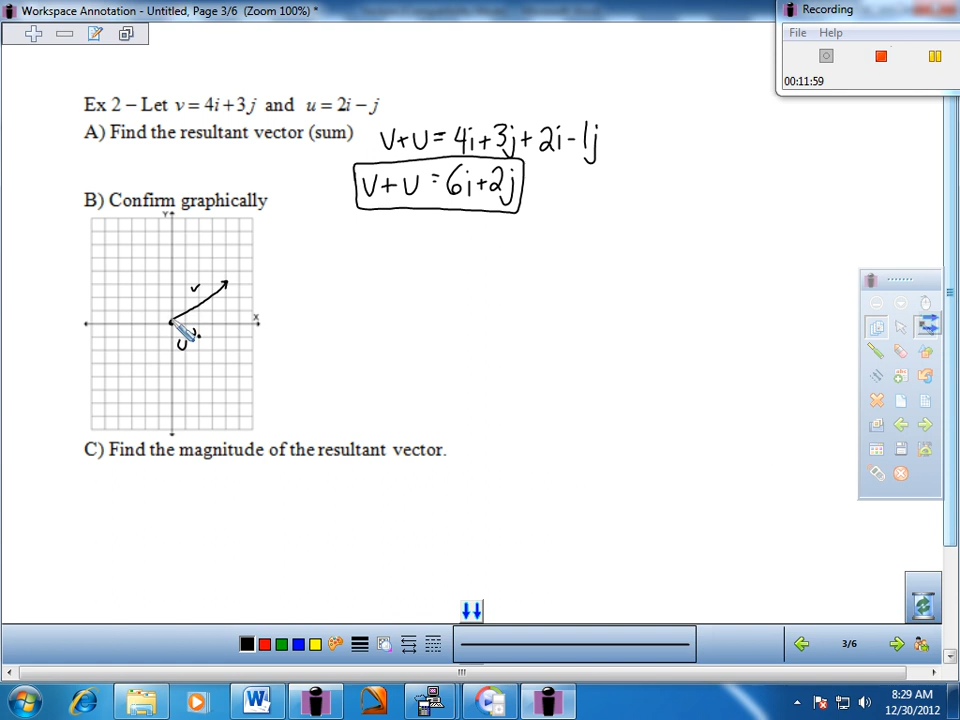 Workspace Annotation - Untitled, Page 3/6 (Zoom 100%) *
Recording
File Help
00:11:59
Ex 2 – Let v = 4i + 3j and u = 2i − j
A) Find the resultant vector (sum)
v+u = 4i+3j+2i-1j
v+u = 6i+2j
B) Confirm graphically
Y
v
x
u
C) Find the magnitude of the resultant vector.
3/6
8:29 AM
12/30/2012